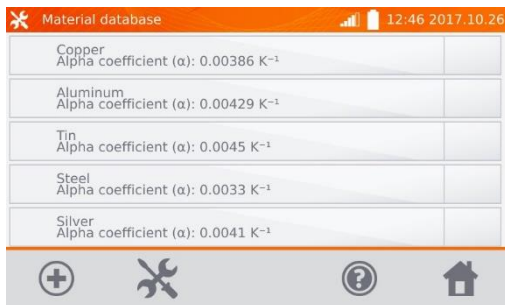 Material database 12:46 2017.10.26
Copper
Alpha coefficient (α): 0.00386 K⁻¹
Aluminum
Alpha coefficient (α): 0.00429 K⁻¹
Tin
Alpha coefficient (α): 0.0045 K⁻¹
Steel
Alpha coefficient (α): 0.0033 K⁻¹
Silver
Alpha coefficient (α): 0.0041 K⁻¹